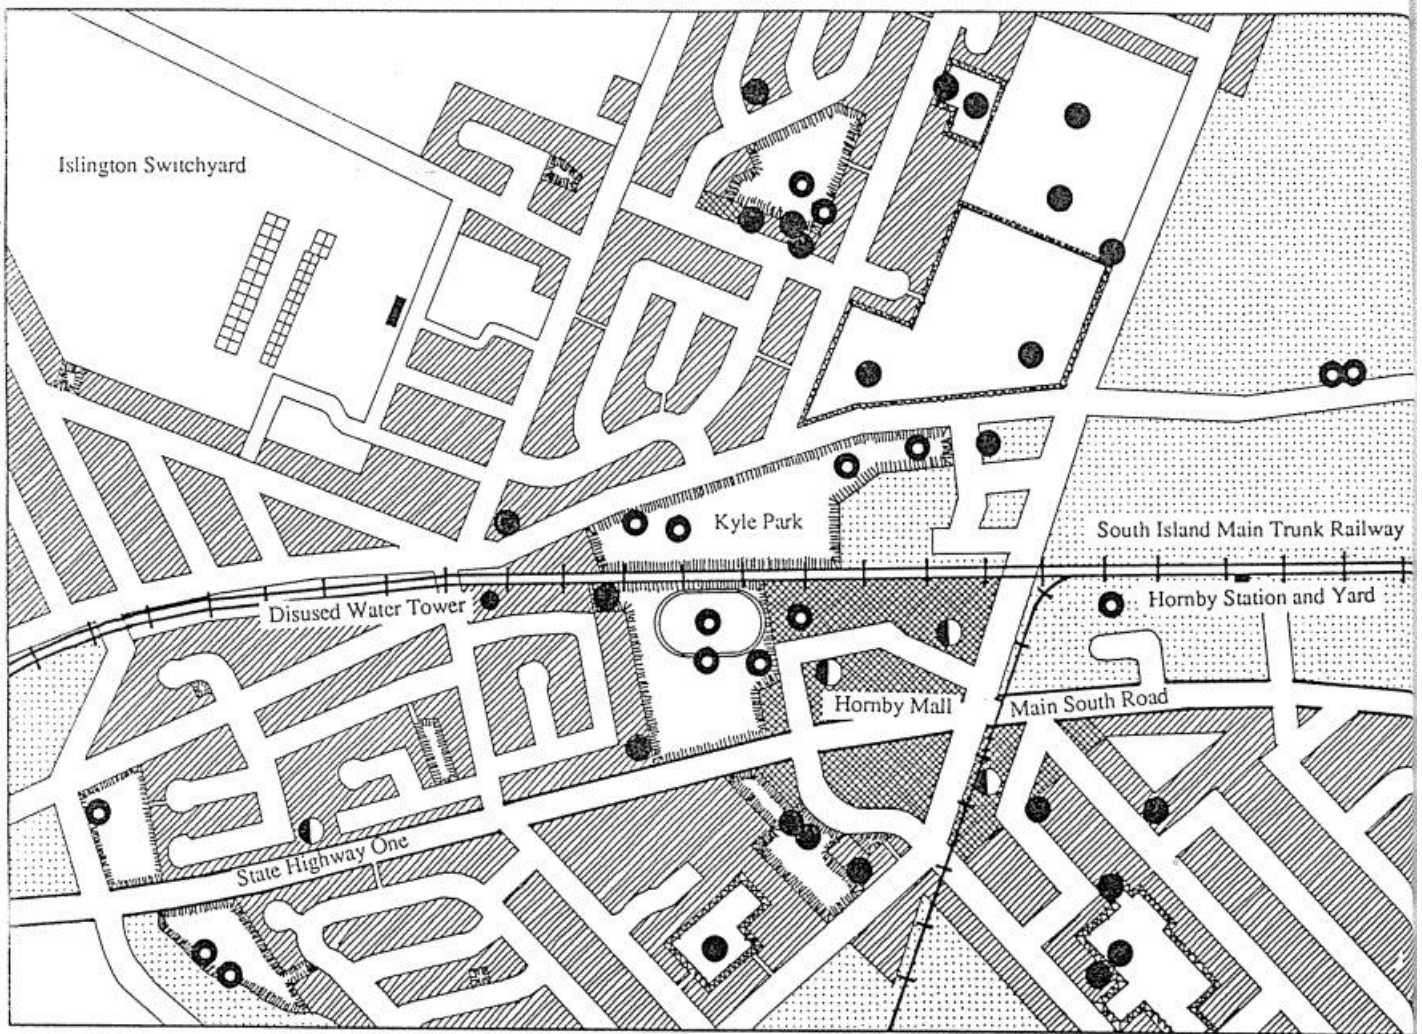 Islington Switchyard
Kyle Park
South Island Main Trunk Railway
Disused Water Tower
Hornby Station and Yard
Hornby Mall
Main South Road
State Highway One